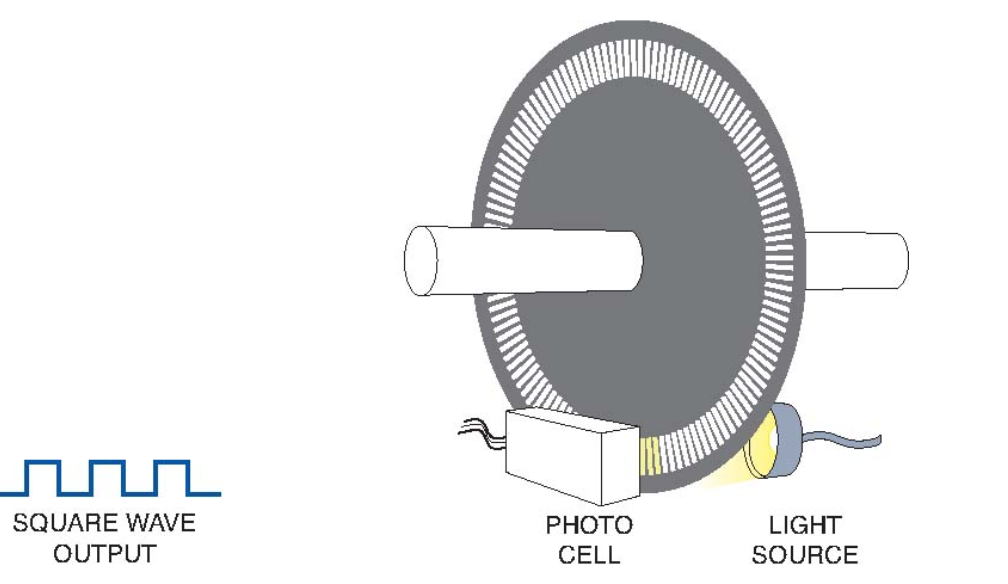 SQUARE WAVE
OUTPUT
PHOTO
CELL
LIGHT
SOURCE